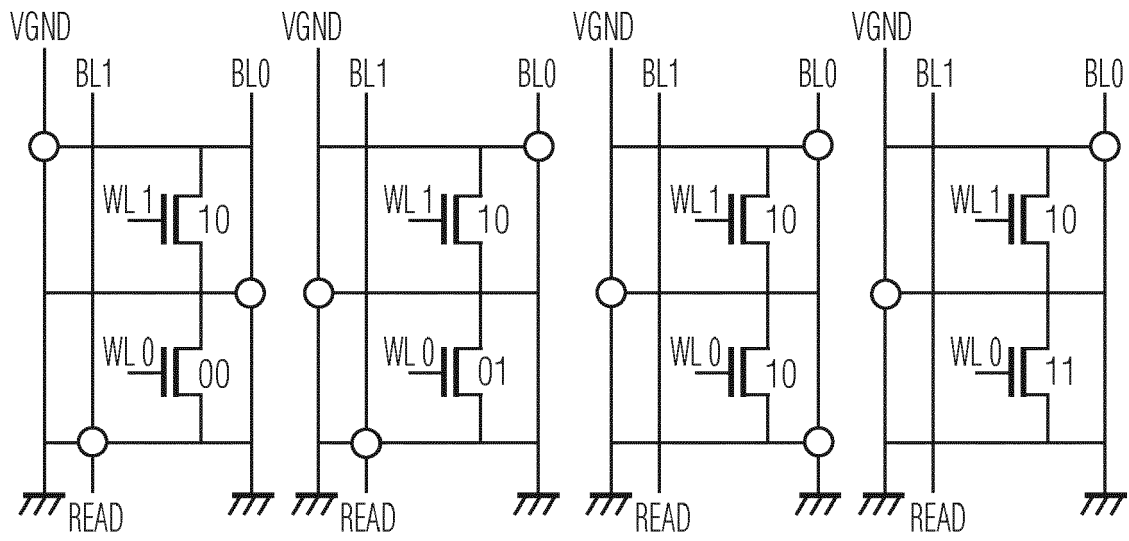 VGND VGND VGND VGND
BL1 BL0 BL1 BL0 BL1 BL0 BL1 BL0
WL 1 10 WL 1 10 WL 1 10 WL 1 10
WL 0 00 WL 0 01 WL 0 10 WL 0 11
READ READ READ READ